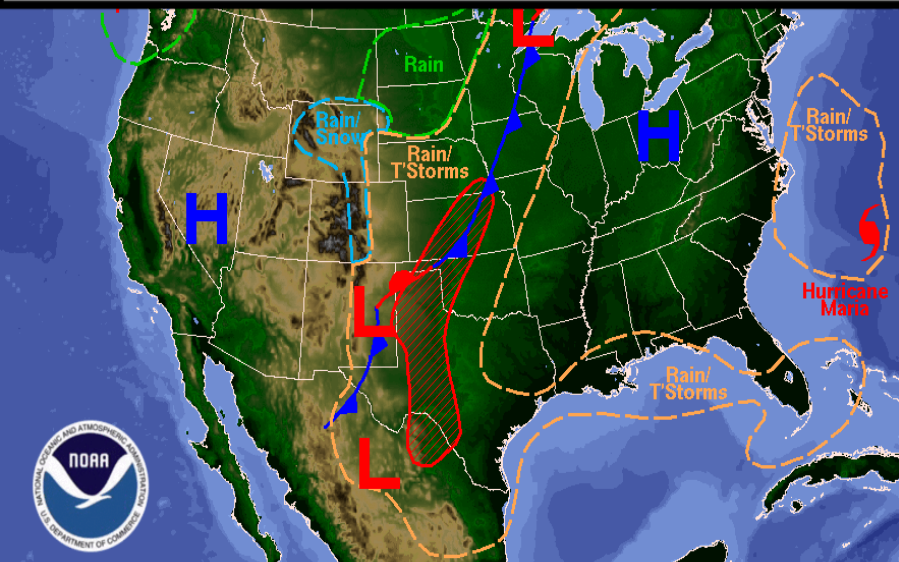 L
Rain
Rain/
Snow
Rain/
T'Storms
H
Rain/
T'Storms
H
Hurricane
Maria
L
Rain/
T'Storms
L
NOAA
NATIONAL OCEANIC AND ATMOSPHERIC ADMINISTRATION
U.S. DEPARTMENT OF COMMERCE